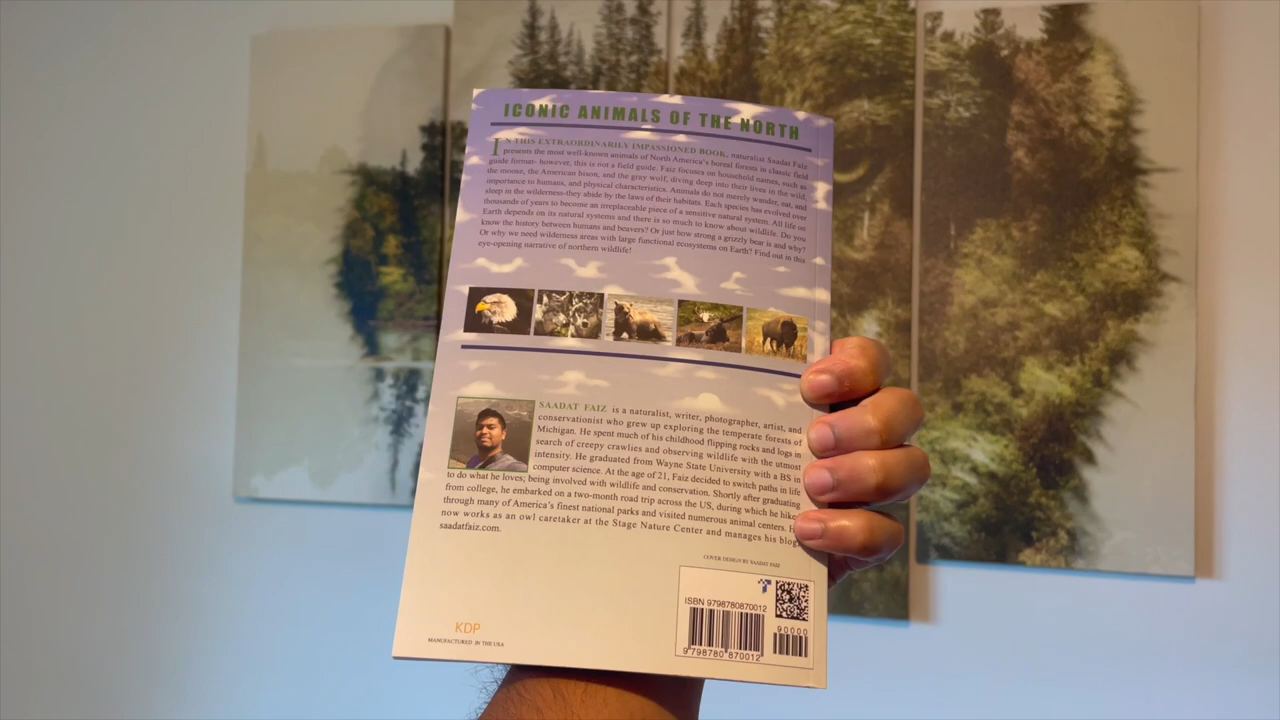 ICONIC ANIMALS OF THE NORTH
IN THIS EXTRAORDINARILY IMPASSIONED BOOK, naturalist Saadat Faiz
presents the most well-known animals of North America's boreal forests in classic field
guide format- however, this is not a field guide. Faiz focuses on household names, such as
the moose, the American bison, and the gray wolf, diving deep into their lives in the wild,
importance to humans, and physical characteristics. Animals do not merely wander, eat, and
sleep in the wilderness-they abide by the laws of their habitats. Each species has evolved over
thousands of years to become an irreplaceable piece of a sensitive natural system. All life on
Earth depends on its natural systems and there is so much to know about wildlife. Do you
know the history between humans and beavers? Or just how strong a grizzly bear is and why?
Or why we need wilderness areas with large functional ecosystems on Earth? Find out in this
eye-opening narrative of northern wildlife!
SAADAT FAIZ is a naturalist, writer, photographer, artist, and
conservationist who grew up exploring the temperate forests of
Michigan. He spent much of his childhood flipping rocks and logs in
search of creepy crawlies and observing wildlife with the utmost
intensity. He graduated from Wayne State University with a BS in
computer science. At the age of 21, Faiz decided to switch paths in life
to do what he loves; being involved with wildlife and conservation. Shortly after graduating
from college, he embarked on a two-month road trip across the US, during which he hike
through many of America's finest national parks and visited numerous animal centers. H
now works as an owl caretaker at the Stage Nature Center and manages his blog,
saadatfaiz.com.
COVER DESIGN BY SAADAT FAIZ
ISBN 9798780870012
90000
9 798780 870012
KDP
MANUFACTURED IN THE USA